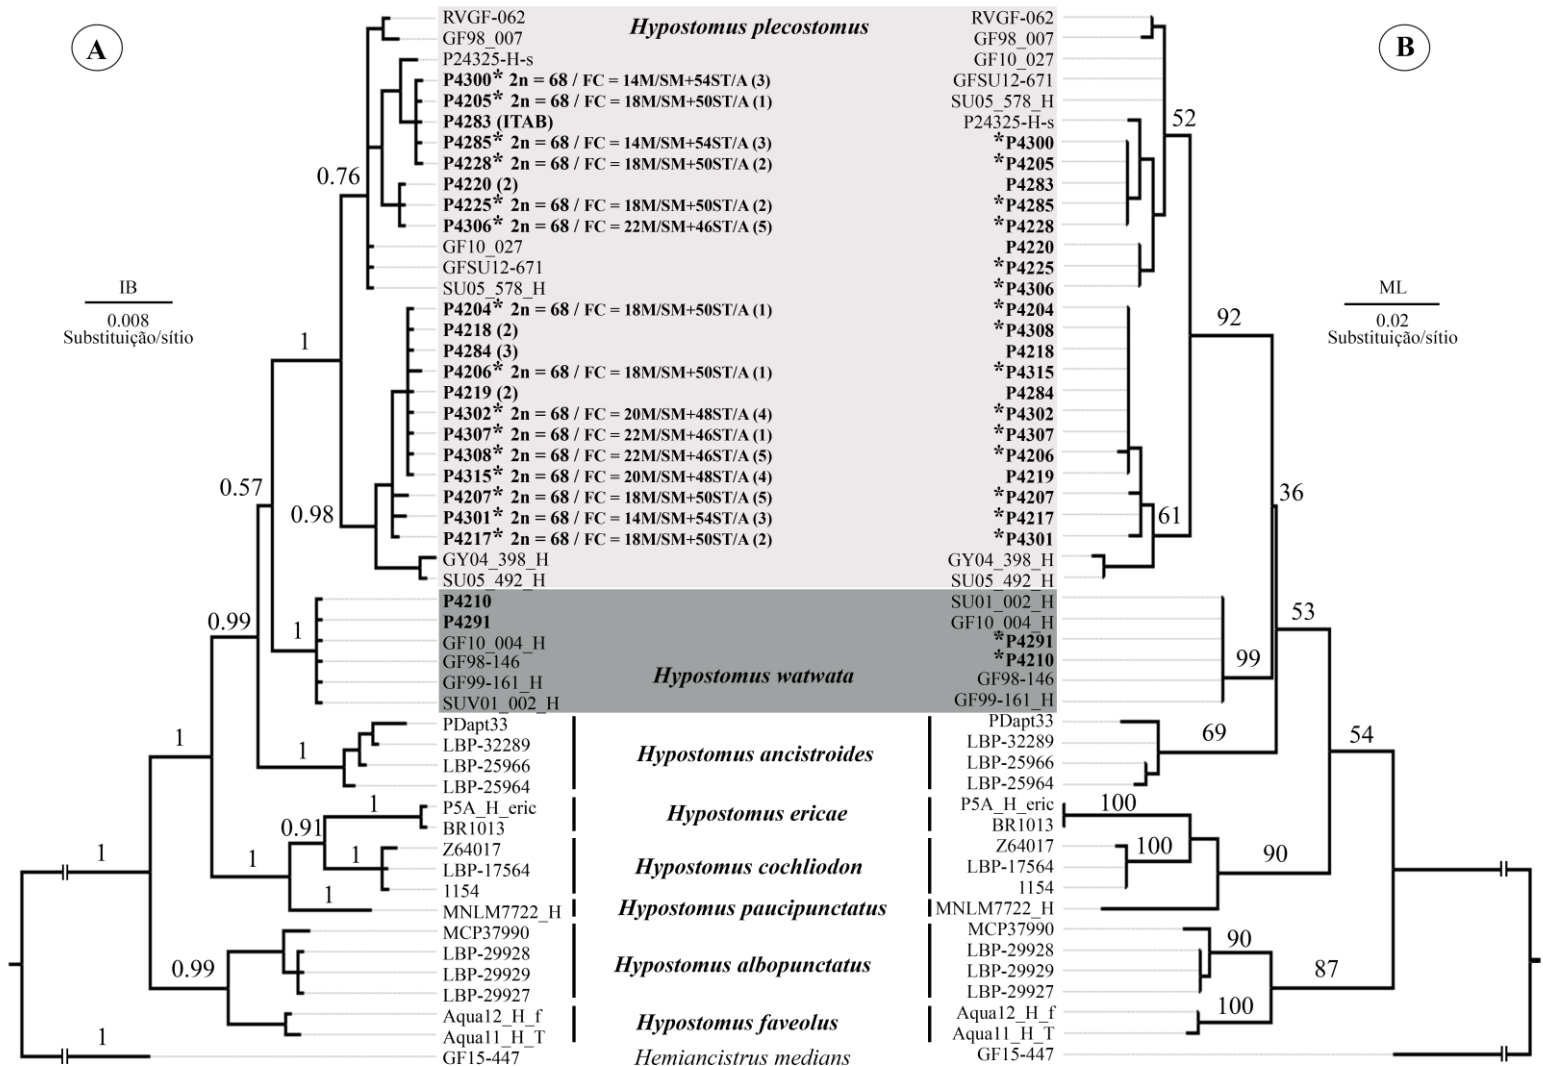 A
B
Hypostomus plecostomus
RVGF-062
GF98_007
P24325-H-s
P4300* 2n = 68 / FC = 14M/SM+54ST/A (3)
P4205* 2n = 68 / FC = 18M/SM+50ST/A (1)
P4283 (ITAB)
P4285* 2n = 68 / FC = 14M/SM+54ST/A (3)
P4228* 2n = 68 / FC = 18M/SM+50ST/A (2)
P4220 (2)
P4225* 2n = 68 / FC = 18M/SM+50ST/A (2)
P4306* 2n = 68 / FC = 22M/SM+46ST/A (5)
GF10_027
GFSU12-671
SU05_578_H
P4204* 2n = 68 / FC = 18M/SM+50ST/A (1)
P4218 (2)
P4284 (3)
P4206* 2n = 68 / FC = 18M/SM+50ST/A (1)
P4219 (2)
P4302* 2n = 68 / FC = 20M/SM+48ST/A (4)
P4307* 2n = 68 / FC = 22M/SM+46ST/A (1)
P4308* 2n = 68 / FC = 22M/SM+46ST/A (5)
P4315* 2n = 68 / FC = 20M/SM+48ST/A (4)
P4207* 2n = 68 / FC = 18M/SM+50ST/A (5)
P4301* 2n = 68 / FC = 14M/SM+54ST/A (3)
P4217* 2n = 68 / FC = 18M/SM+50ST/A (2)
GY04_398_H
SU05_492_H
P4210
P4291
GF10_004_H
GF98-146
GF99-161_H
SUV01_002_H
PDapt33
LBP-32289
LBP-25966
LBP-25964
P5A_H_eric
BR1013
Z64017
LBP-17564
1154
MNLM7722_H
MCP37990
LBP-29928
LBP-29929
LBP-29927
Aqua12_H_f
Aqua11_H_T
GF15-447
IB
0.008
Substituição/sítio
0.76
1
0.57
0.98
0.99
1
1
1
1
0.91
1
1
1
1
0.99
1
Hypostomus watwata
Hypostomus ancistroides
Hypostomus ericae
Hypostomus cochliodon
Hypostomus paucipunctatus
Hypostomus albopunctatus
Hypostomus faveolus
Hemiancistrus medians
RVGF-062
GF98_007
GF10_027
GFSU12-671
SU05_578_H
P24325-H-s
*P4300
*P4205
P4283
*P4285
*P4228
P4220
*P4225
*P4306
*P4204
*P4308
P4218
*P4315
P4284
*P4302
*P4307
*P4206
P4219
*P4207
*P4217
*P4301
GY04_398_H
SU05_492_H
SU01_002_H
GF10_004_H
*P4291
*P4210
GF98-146
GF99-161_H
PDapt33
LBP-32289
LBP-25966
LBP-25964
P5A_H_eric
BR1013
Z64017
LBP-17564
1154
MNLM7722_H
MCP37990
LBP-29928
LBP-29929
LBP-29927
Aqua12_H_f
Aqua11_H_T
GF15-447
ML
0.02
Substituição/sítio
52
92
36
61
53
99
69
54
100
100
90
90
87
100